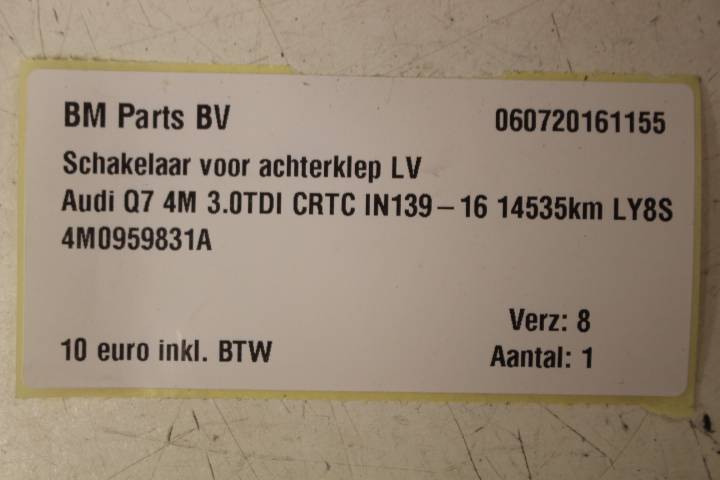 BM Parts BV 060720161155
Schakelaar voor achterklep LV
Audi Q7 4M 3.0TDI CRTC IN139-16 14535km LY8S
4M0959831A
Verz: 8
10 euro inkl. BTW Aantal: 1